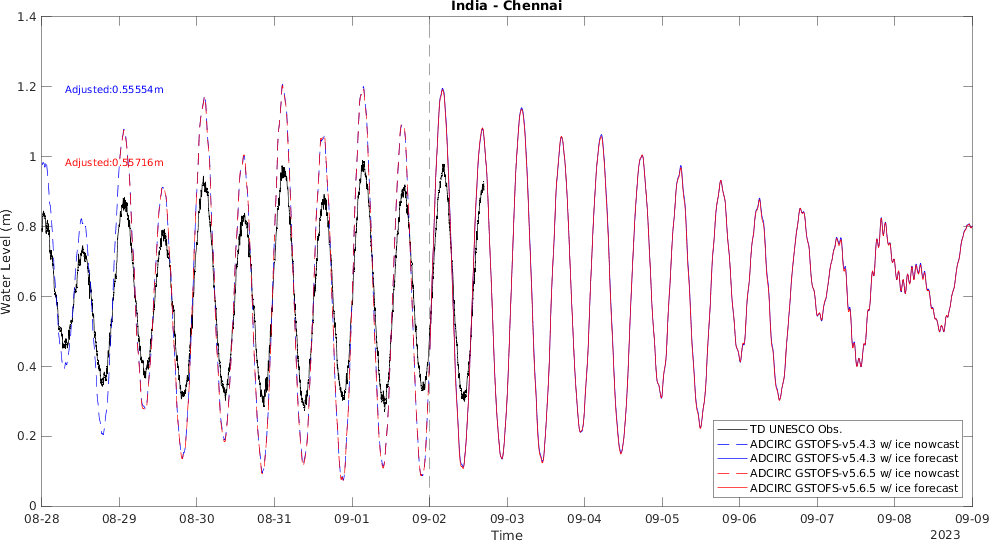 India - Chennai
1.4
1.2
1
0.8
0.6
0.4
0.2
0
Water Level (m)
Adjusted:0.55554m
Adjusted:0.55716m
TD UNESCO Obs.
ADCIRC GSTOFS-v5.4.3 w/ ice nowcast
ADCIRC GSTOFS-v5.4.3 w/ ice forecast
ADCIRC GSTOFS-v5.6.5 w/ ice nowcast
ADCIRC GSTOFS-v5.6.5 w/ ice forecast
08-28 08-29 08-30 08-31 09-01 09-02 09-03 09-04 09-05 09-06 09-07 09-08 09-09
Time
2023